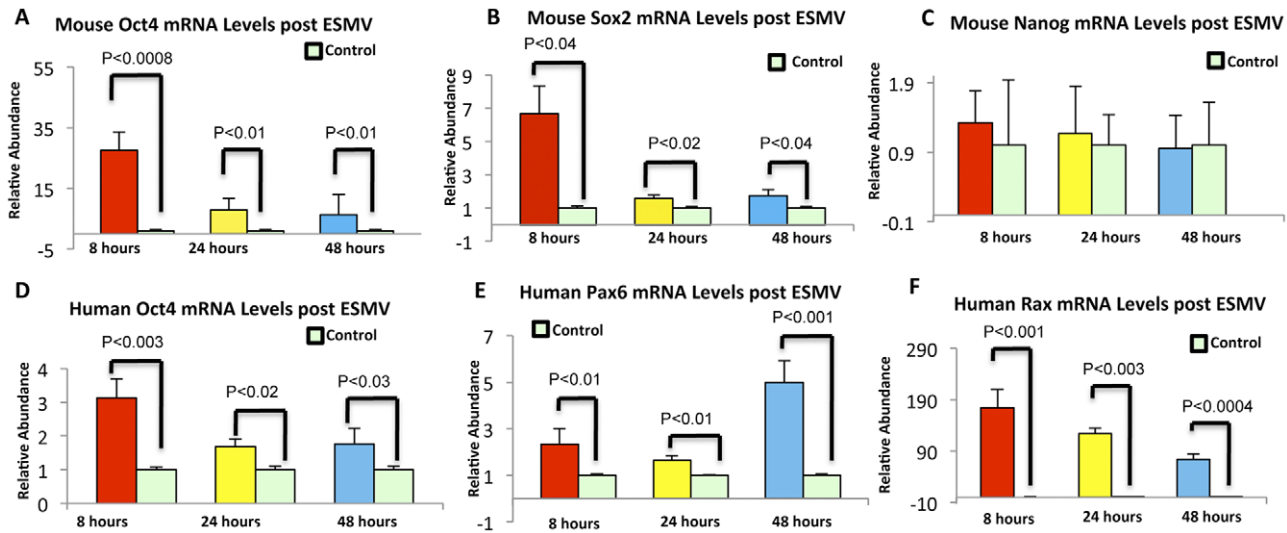 A
Mouse Oct4 mRNA Levels post ESMV
Control
P<0.0008
P<0.01
P<0.01
Relative Abundance
55
35
15
-5
8 hours
24 hours
48 hours
B
Mouse Sox2 mRNA Levels post ESMV
Control
P<0.04
P<0.02
P<0.04
Relative Abundance
9
7
5
3
1
-1
8 hours
24 hours
48 hours
C
Mouse Nanog mRNA Levels post ESMV
Control
Relative Abundance
1.9
0.9
-0.1
8 hours
24 hours
48 hours
D
Human Oct4 mRNA Levels post ESMV
Control
P<0.003
P<0.02
P<0.03
Relative Abundance
4
3
2
1
0
8 hours
24 hours
48 hours
E
Human Pax6 mRNA Levels post ESMV
Control
P<0.01
P<0.01
P<0.001
Relative Abundance
7
5
3
1
-1
8 hours
24 hours
48 hours
F
Human Rax mRNA Levels post ESMV
Control
P<0.001
P<0.003
P<0.0004
Relative Abundance
290
190
90
-10
8 hours
24 hours
48 hours